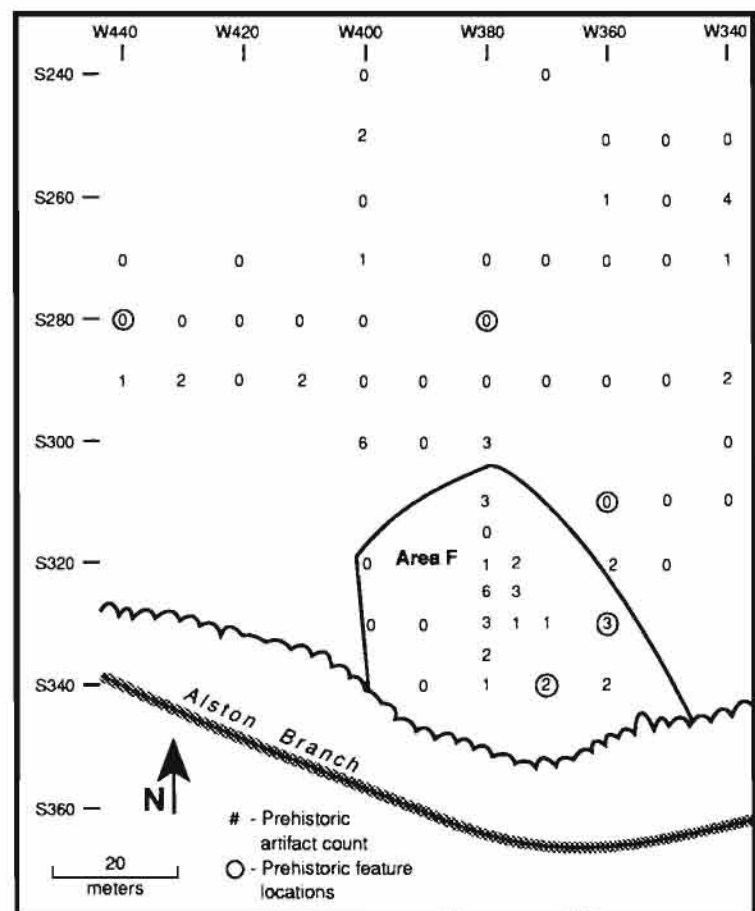 W440 W420 W400 W380 W360 W340
S240 0 0
2 0 0 0
S260 0 1 0 4
0 0 1 0 0 0 0 1
S280 0 0 0 0 0 0
1 2 0 2 0 0 0 0 0 0 2
S300 6 0 3 0
3 0 0 0
0
S320 0 Area F 1 2 2 0
6 3
0 0 3 1 1 3
2
S340 0 1 2 2
Alston Branch
N
S360
# - Prehistoric
artifact count
20
meters
- Prehistoric feature
locations